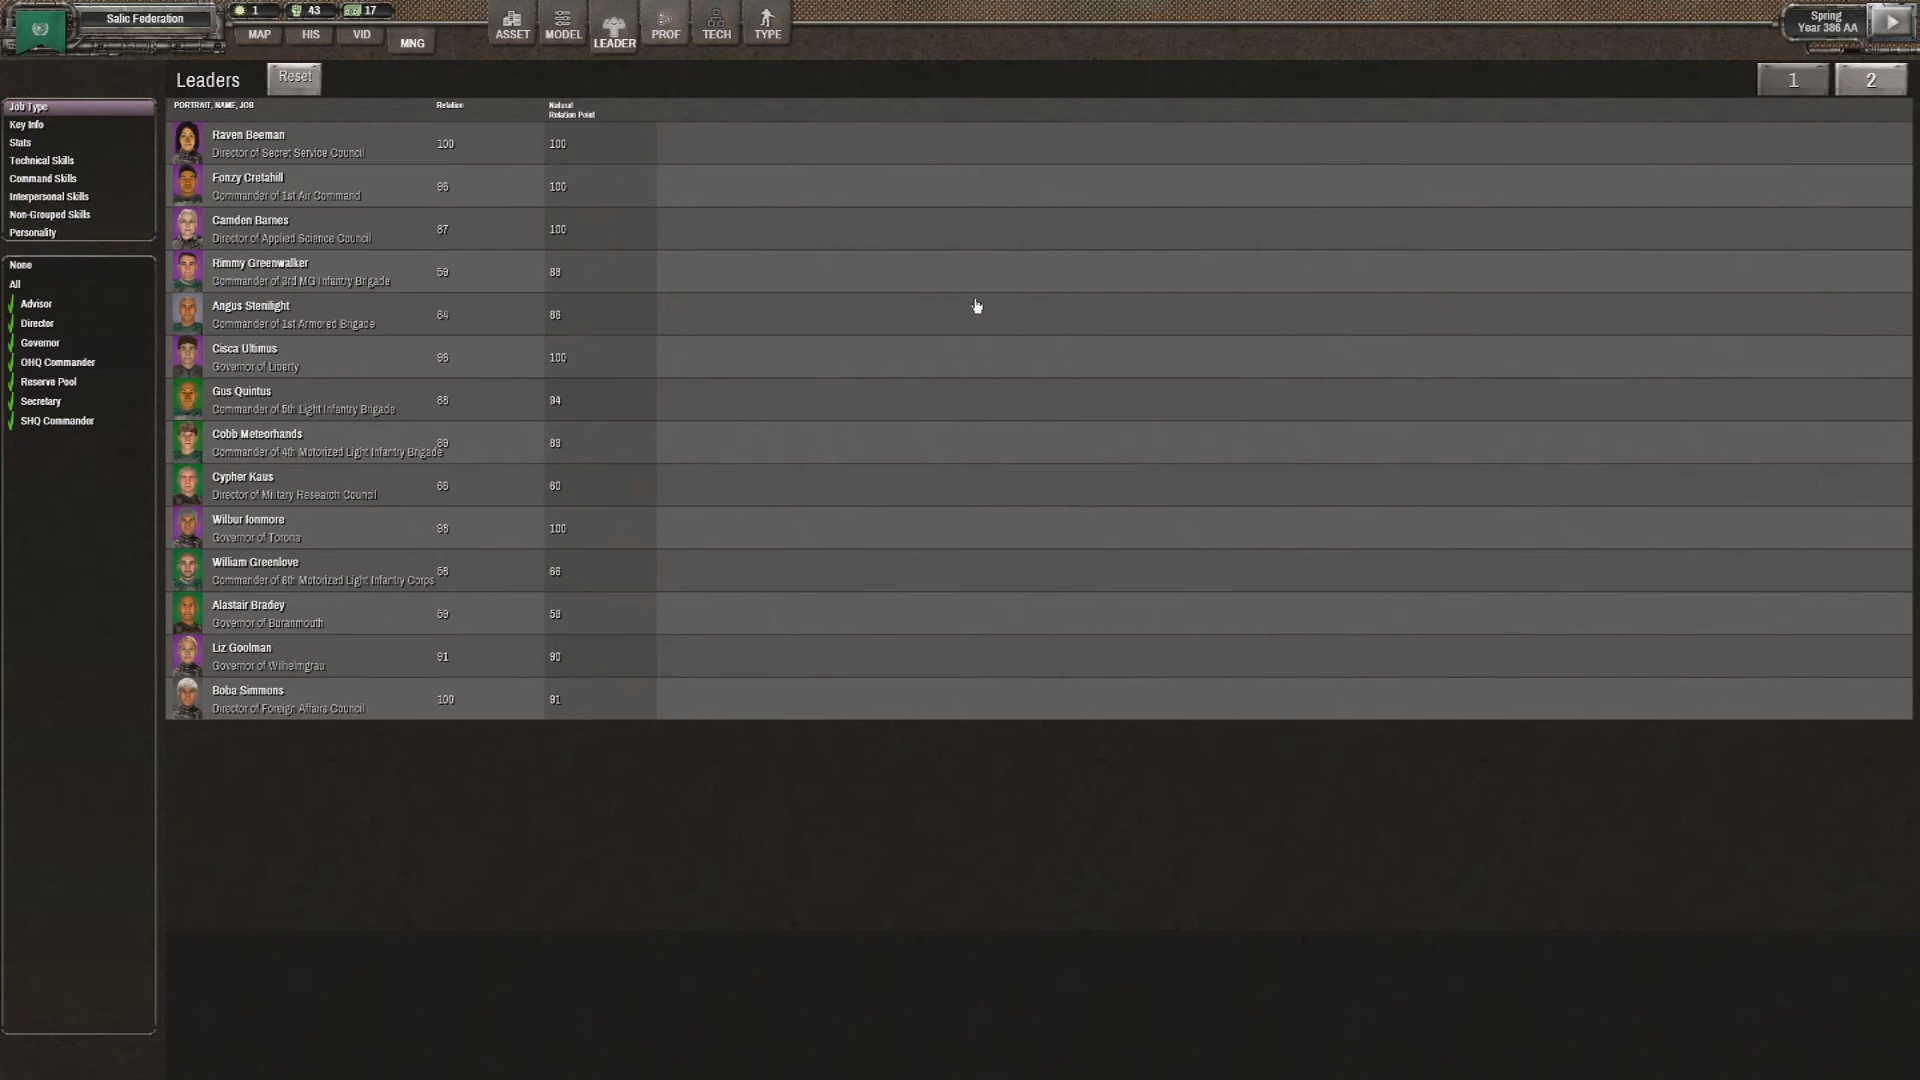 Salic Federation
1
43
17
MAP
HIS
VID
MNG
ASSET
MODEL
LEADER
PROF
TECH
TYPE
Spring
Year 386 AA
Leaders
Reset
1
2
Job Type
Key Info
Stats
Technical Skills
Command Skills
Interpersonal Skills
Non-Grouped Skills
Personality
None
All
Advisor
Director
Governor
OHQ Commander
Reserve Pool
Secretary
SHQ Commander
PORTRAIT, NAME, JOB
Relation
Natural
Relation Point
Raven Beeman
Director of Secret Service Council
100
100
Fonzy Cretahill
Commander of 1st Air Command
96
100
Camden Barnes
Director of Applied Science Council
87
100
Rimmy Greenwalker
Commander of 3rd MG Infantry Brigade
59
88
Angus Stenilight
Commander of 1st Armored Brigade
84
88
Cisca Ultimus
Governor of Liberty
96
100
Gus Quintus
Commander of 5th Light Infantry Brigade
88
94
Cobb Meteorhands
Commander of 4th Motorized Light Infantry Brigade
89
89
Cypher Kaus
Director of Military Research Council
66
60
Wilbur Ionmore
Governor of Torona
98
100
William Greenlove
Commander of 6th Motorized Light Infantry Corps
58
66
Alastair Bradey
Governor of Buranmouth
59
59
Liz Goolman
Governor of Wilhelmgrau
91
90
Boba Simmons
Director of Foreign Affairs Council
100
91